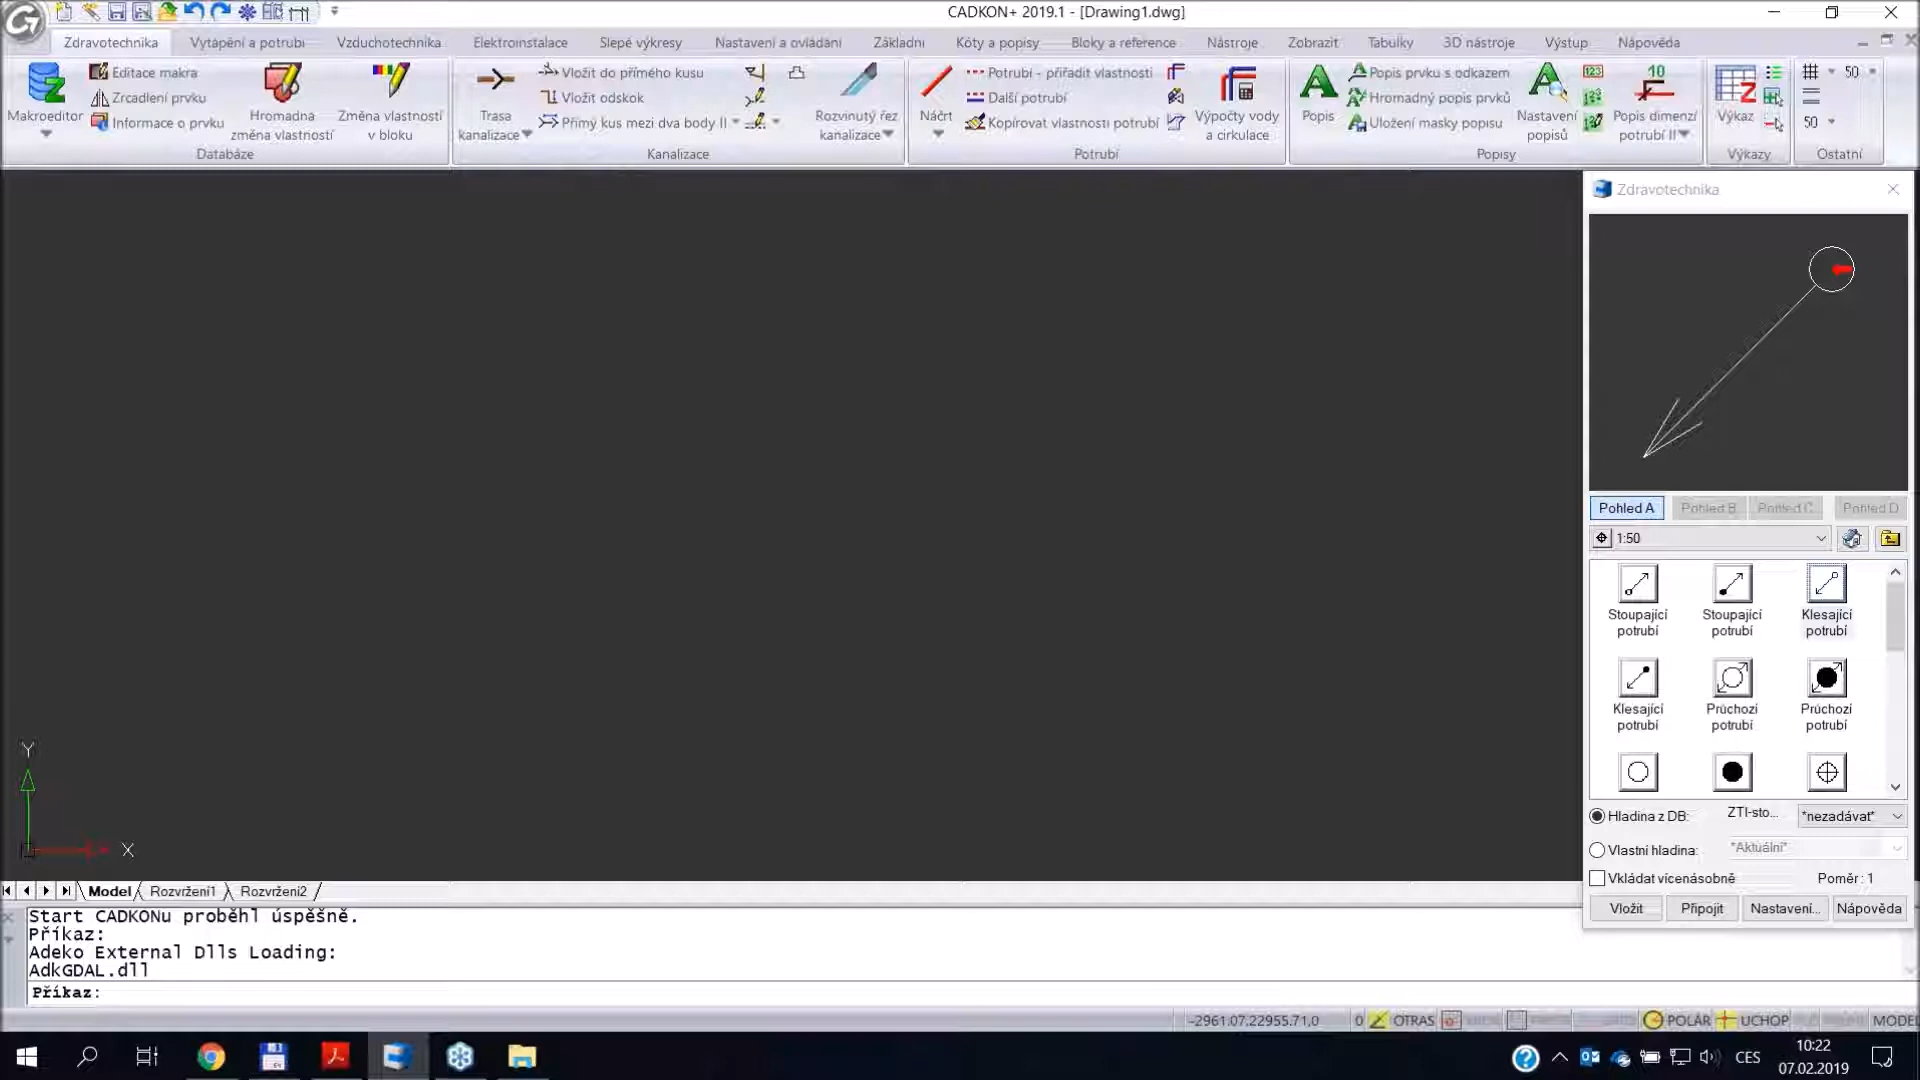 CADKON+ 2019.1 - [Drawing1.dwg]
Zdravotechnika
Vytápění a potrubí
Vzduchotechnika
Elektroinstalace
Slepé výkresy
Nastavení a ovládání
Základní
Kóty a popisy
Bloky a reference
Nástroje
Zobrazit
Tabulky
3D nástroje
Výstup
Nápověda
Makroeditor
Editace makra
Zrcadlení prvku
Informace o prvku
Hromadná
změna vlastností
Změna vlastností
v bloku
Databáze
Trasa
kanalizace
Vložit do přímého kusu
Vložit odskok
Přímý kus mezi dva body II
Rozvinutý řez
kanalizace
Kanalizace
Náčrt
Potrubí - přiřadit vlastnosti
Další potrubí
Kopírovat vlastnosti potrubí
Výpočty vody
a cirkulace
Potrubí
Popis
Popis prvku s odkazem
Hromadný popis prvků
Uložení masky popisu
Nastavení
popisů
10
Popis dimenzí
potrubí II
Popisy
Výkaz
Výkazy
50
50
Ostatní
Zdravotechnika
Pohled A
Pohled B
Pohled C
Pohled D
1:50
Stoupající
potrubí
Stoupající
potrubí
Klesající
potrubí
Klesající
potrubí
Průchozí
potrubí
Průchozí
potrubí
Hladina z DB:
ZTI-sto...
*nezadávat*
Vlastní hladina:
*Aktuální*
Vkládat vícenásobně
Poměr : 1
Vložit
Připojit
Nastavení...
Nápověda
Y
X
Model
Rozvržení1
Rozvržení2
Start CADKONu proběhl úspěšně.
Příkaz:
Adeko External Dlls Loading:
AdkGDAL.dll
Příkaz:
-2961.07,22955.71,0
0
OTRAS
POLÁR
UCHOP
MODEL
CES
10:22
07.02.2019